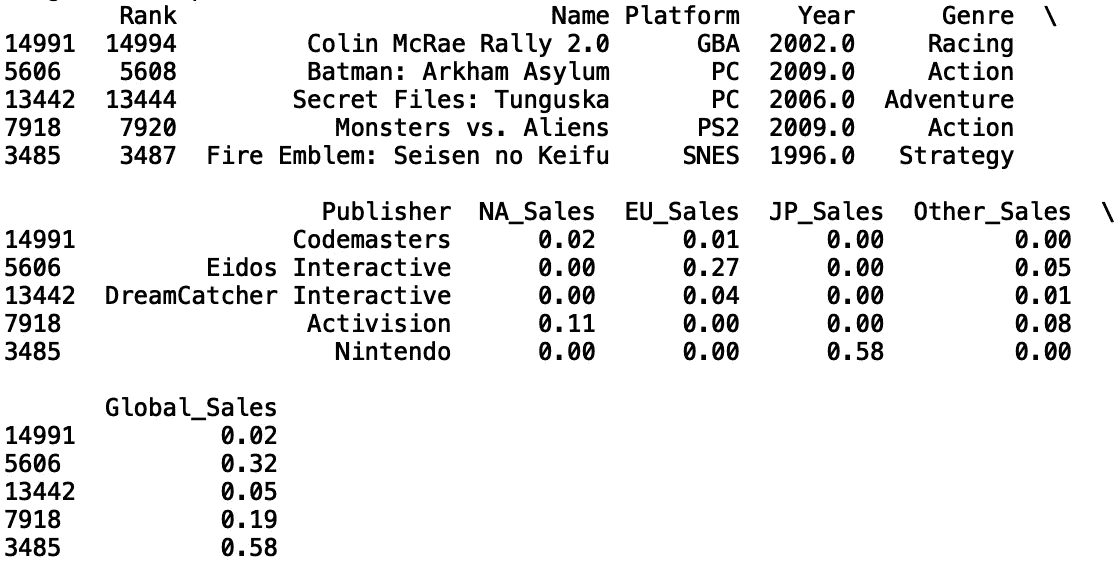 Rank Name Platform Year Genre \
14991 14994 Colin McRae Rally 2.0 GBA 2002.0 Racing
5606 5608 Batman: Arkham Asylum PC 2009.0 Action
13442 13444 Secret Files: Tunguska PC 2006.0 Adventure
7918 7920 Monsters vs. Aliens PS2 2009.0 Action
3485 3487 Fire Emblem: Seisen no Keifu SNES 1996.0 Strategy
Publisher NA_Sales EU_Sales JP_Sales Other_Sales \
14991 Codemasters 0.02 0.01 0.00 0.00
5606 Eidos Interactive 0.00 0.27 0.00 0.05
13442 DreamCatcher Interactive 0.00 0.04 0.00 0.01
7918 Activision 0.11 0.00 0.00 0.08
3485 Nintendo 0.00 0.00 0.58 0.00
Global_Sales
14991 0.02
5606 0.32
13442 0.05
7918 0.19
3485 0.58